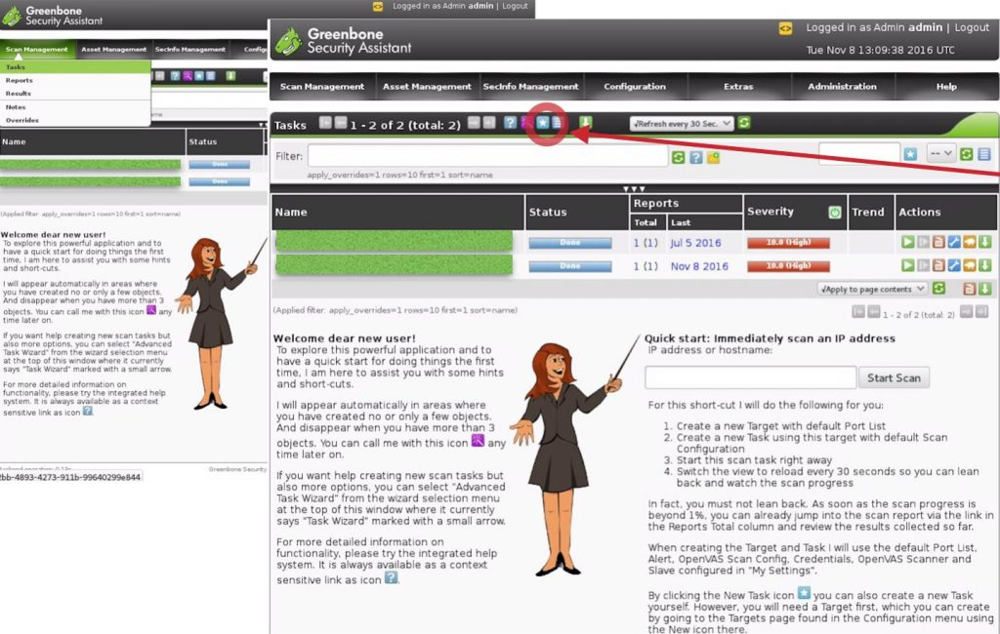 Greenbone
Security Assistant
Logged in as Admin admin | Logout
Scan Management
Asset Management
SecInfo Management
Tasks
Reports
Results
Notes
Overrides
Name
Status
Done
Done
(Applied filter: apply_overrides=1 rows=10 first=1 sort=name)
Welcome dear new user!
To explore this powerful application and to
have a quick start for doing things the first
time, I am here to assist you with some hints
and short-cuts.
I will appear automatically in areas where
you have created no or only a few objects.
And disappear when you have more than 3
objects. You can call me with this icon any
time later on.
If you want help creating new scan tasks but
also more options, you can select "Advanced
Task Wizard" from the wizard selection menu
at the top of this window where it currently
says "Task Wizard" marked with a small arrow.
For more detailed information on
functionality, please try the integrated help
system. It is always available as a context
sensitive link as icon ?.
Greenbone Security
2bb-4893-4273-911b-99640299e844
Greenbone
Security Assistant
Logged in as Admin admin | Logout
Tue Nov 8 13:09:38 2016 UTC
Scan Management
Asset Management
SecInfo Management
Configuration
Extras
Administration
Help
Tasks
1 - 2 of 2 (total: 2)
√Refresh every 30 Sec.
Filter:
apply_overrides=1 rows=10 first=1 sort=name
--
Name
Status
Reports
Total
Last
Severity
Trend
Actions
Done
1 (1)
Jul 5 2016
10.0 (High)
Done
1 (1)
Nov 8 2016
10.0 (High)
√Apply to page contents
(Applied filter: apply_overrides=1 rows=10 first=1 sort=name)
1 - 2 of 2 (total: 2)
Welcome dear new user!
To explore this powerful application and to
have a quick start for doing things the first
time, I am here to assist you with some hints
and short-cuts.
I will appear automatically in areas where
you have created no or only a few objects.
And disappear when you have more than 3
objects. You can call me with this icon any
time later on.
If you want help creating new scan tasks but
also more options, you can select "Advanced
Task Wizard" from the wizard selection menu
at the top of this window where it currently
says "Task Wizard" marked with a small arrow.
For more detailed information on
functionality, please try the integrated help
system. It is always available as a context
sensitive link as icon ?.
Quick start: Immediately scan an IP address
IP address or hostname:
Start Scan
For this short-cut I will do the following for you:
1. Create a new Target with default Port List
2. Create a new Task using this target with default Scan
Configuration
3. Start this scan task right away
4. Switch the view to reload every 30 seconds so you can lean
back and watch the scan progress
In fact, you must not lean back. As soon as the scan progress is
beyond 1%, you can already jump into the scan report via the link in
the Reports Total column and review the results collected so far.
When creating the Target and Task I will use the default Port List,
Alert, OpenVAS Scan Config, Credentials, OpenVAS Scanner and
Slave configured in "My Settings".
By clicking the New Task icon you can also create a new Task
yourself. However, you will need a Target first, which you can create
by going to the Targets page found in the Configuration menu using
the New icon there.